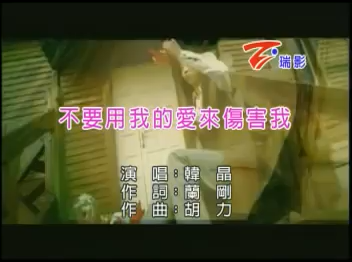 瑞影
不要用我的愛來傷害我
演 唱:韓 晶
作 詞:蘭 剛
作 曲:胡 力